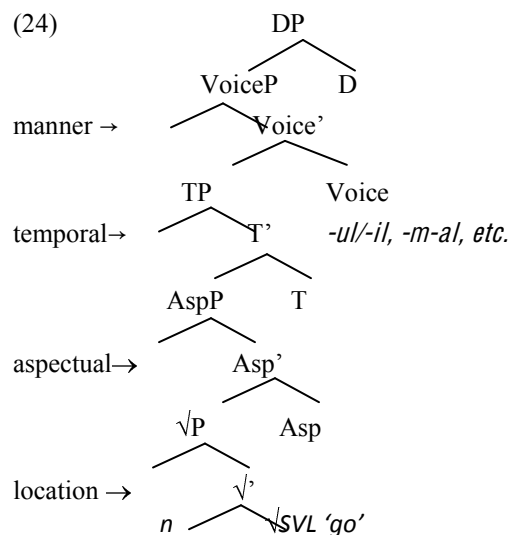 (24) DP
VoiceP D
manner → Voice’
TP Voice
temporal→ T’ -ul/-il, -m-al, etc.
AspP T
aspectual→ Asp’
√P Asp
location → √’
n √SVL ‘go’